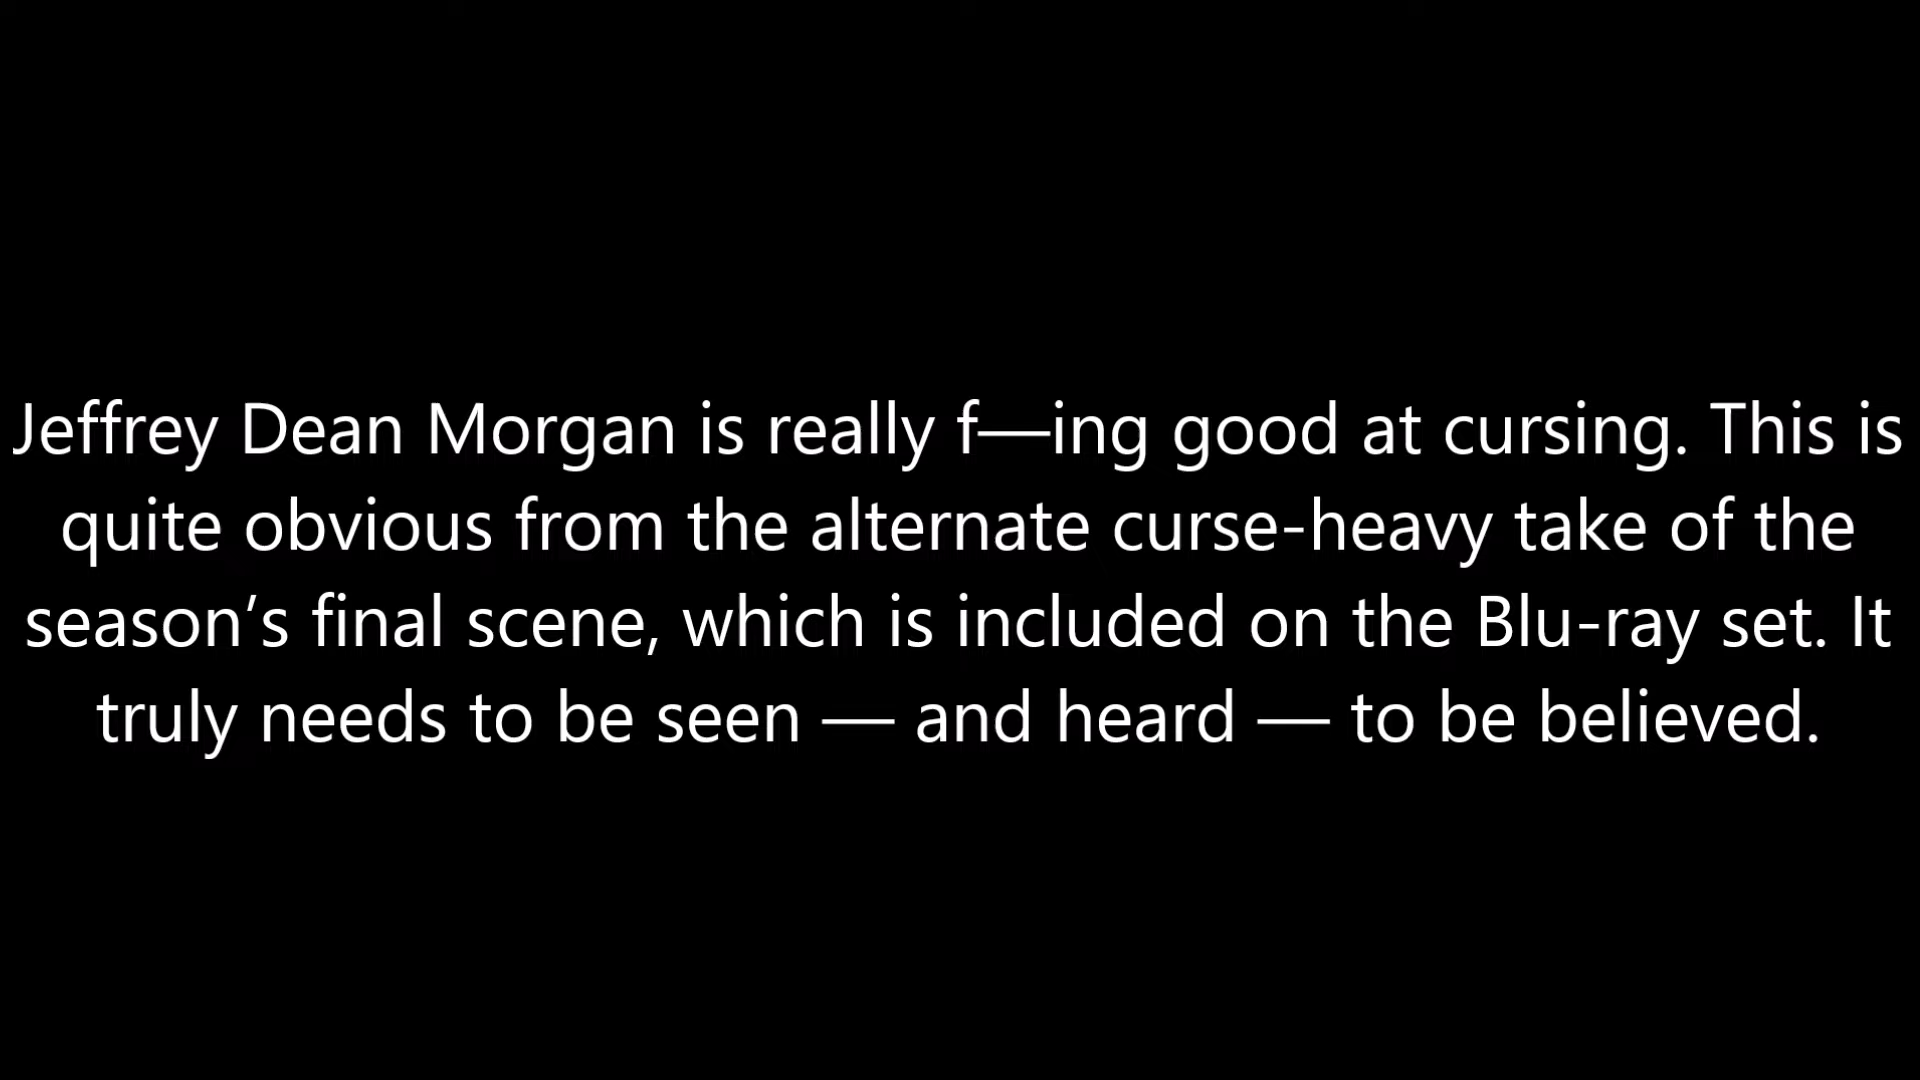 Jeffrey Dean Morgan is really f—ing good at cursing. This is
quite obvious from the alternate curse-heavy take of the
season’s final scene, which is included on the Blu-ray set. It
truly needs to be seen — and heard — to be believed.